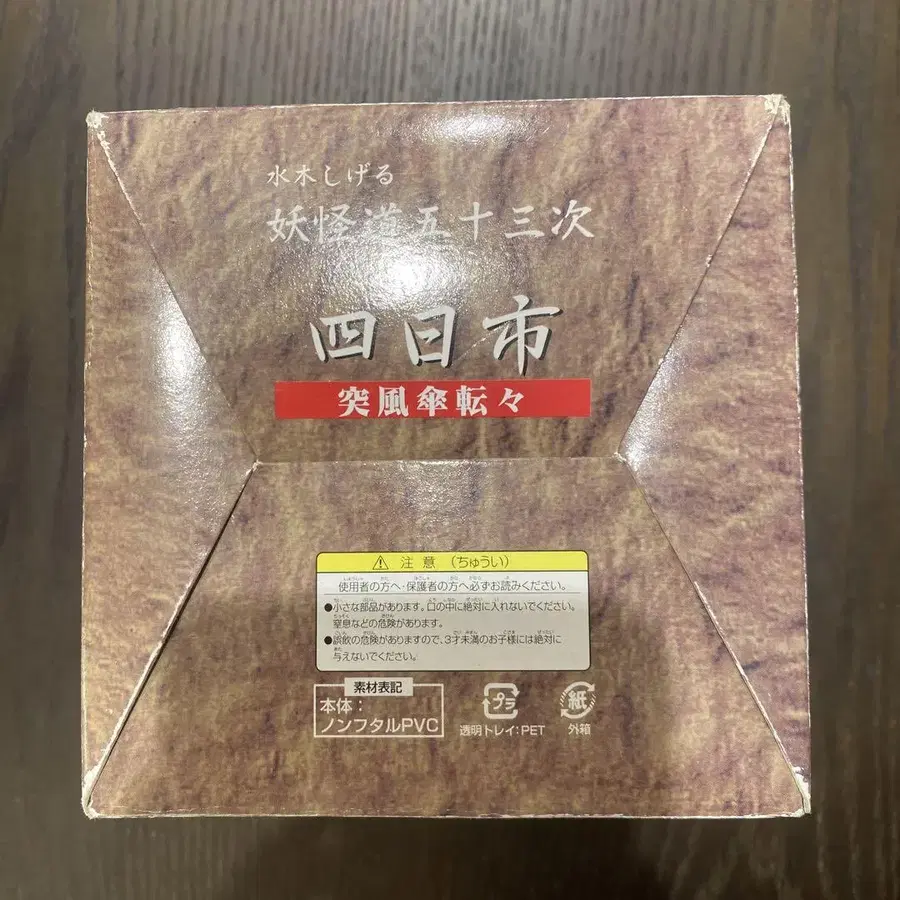 水木しげる
妖怪道五十三次
四日市
突風傘転々
注意（ちゅうい）
使用者の方へ・保護者の方へ必ずお読みください。
●小さな部品があります。口の中に絶対に入れないでください。
窒息などの危険があります。
●誤飲の危険がありますので、3才未満のお子様には絶対に
与えないでください。
素材表記
本体：
ノンフタルPVC
プラ
透明トレイ：PET
紙
外箱